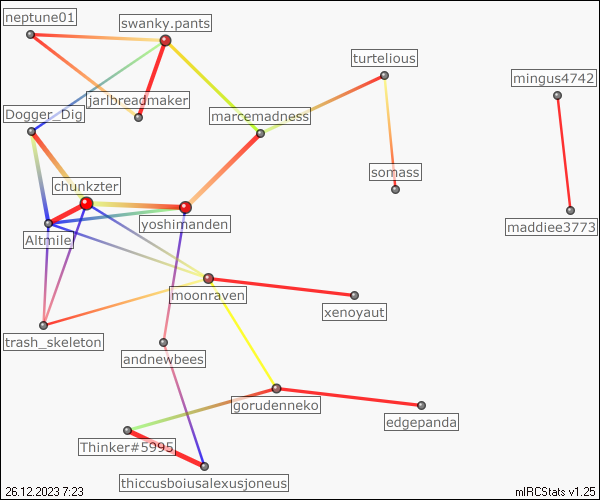 neptune01
swanky.pants
turtelious
mingus4742
jarlbreadmaker
Dogger_Dig
marcemadness
somass
chunkzter
yoshimanden
maddiee3773
Altmile
moonraven
xenoyaut
trash_skeleton
andnewbees
gorudenneko
edgepanda
Thinker#5995
thiccusboiusalexusjoneus
26.12.2023 7:23
mIRCStats v1.25